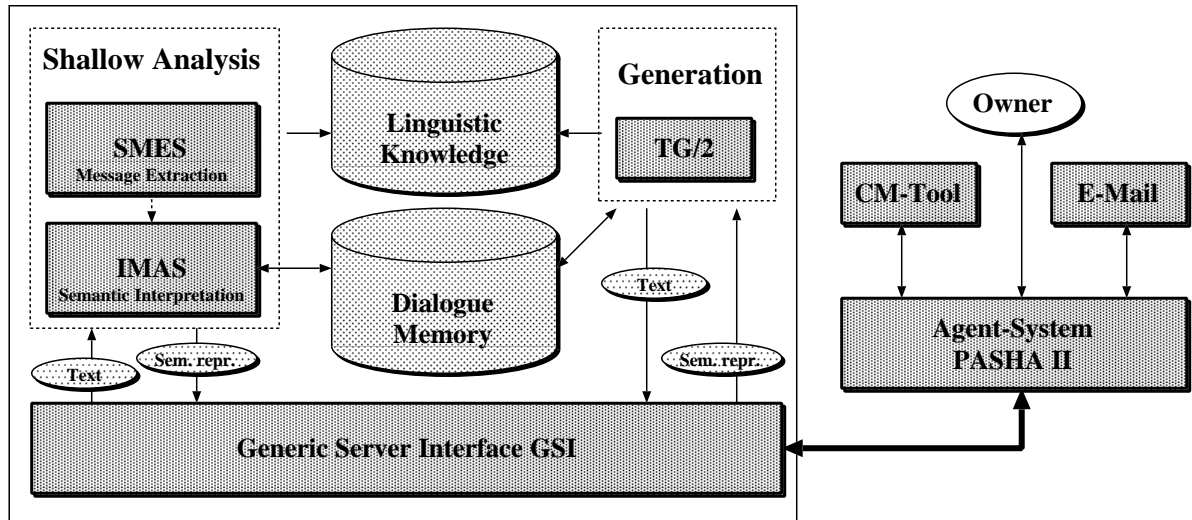 Shallow Analysis
SMES
Message Extraction
IMAS
Semantic Interpretation
Linguistic
Knowledge
Dialogue
Memory
Generation
TG/2
Text
Sem. repr.
Text
Sem. repr.
Generic Server Interface GSI
Owner
CM-Tool
E-Mail
Agent-System
PASHA II